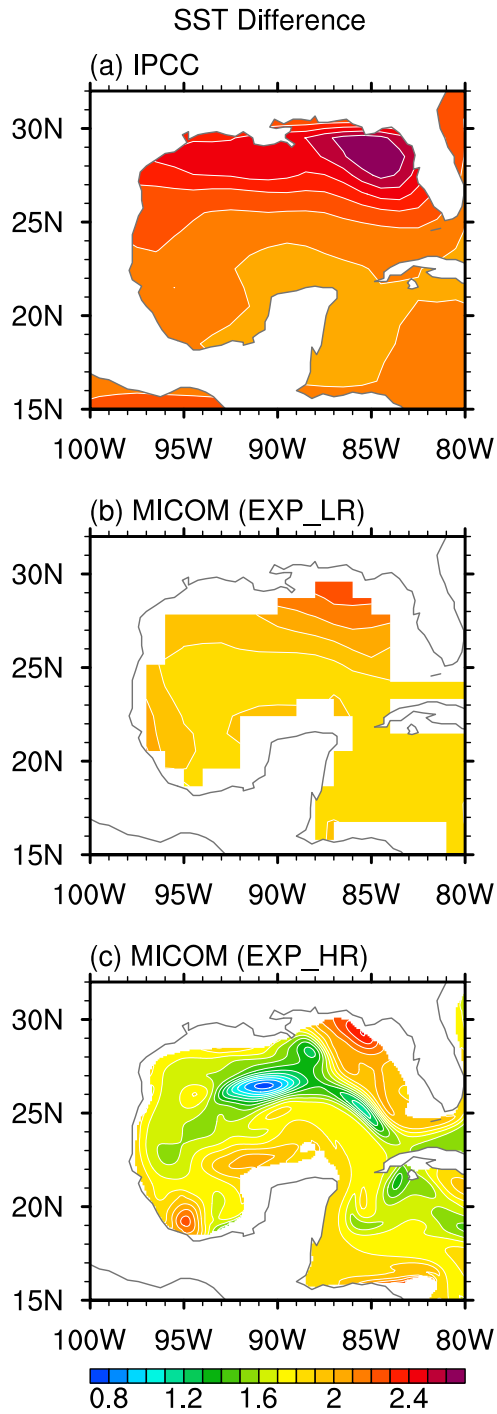 SST Difference
(a) IPCC
30N
25N
20N
15N
100W 95W 90W 85W 80W
(b) MICOM (EXP_LR)
30N
25N
20N
15N
100W 95W 90W 85W 80W
(c) MICOM (EXP_HR)
30N
25N
20N
15N
100W 95W 90W 85W 80W
0.8 1.2 1.6 2 2.4